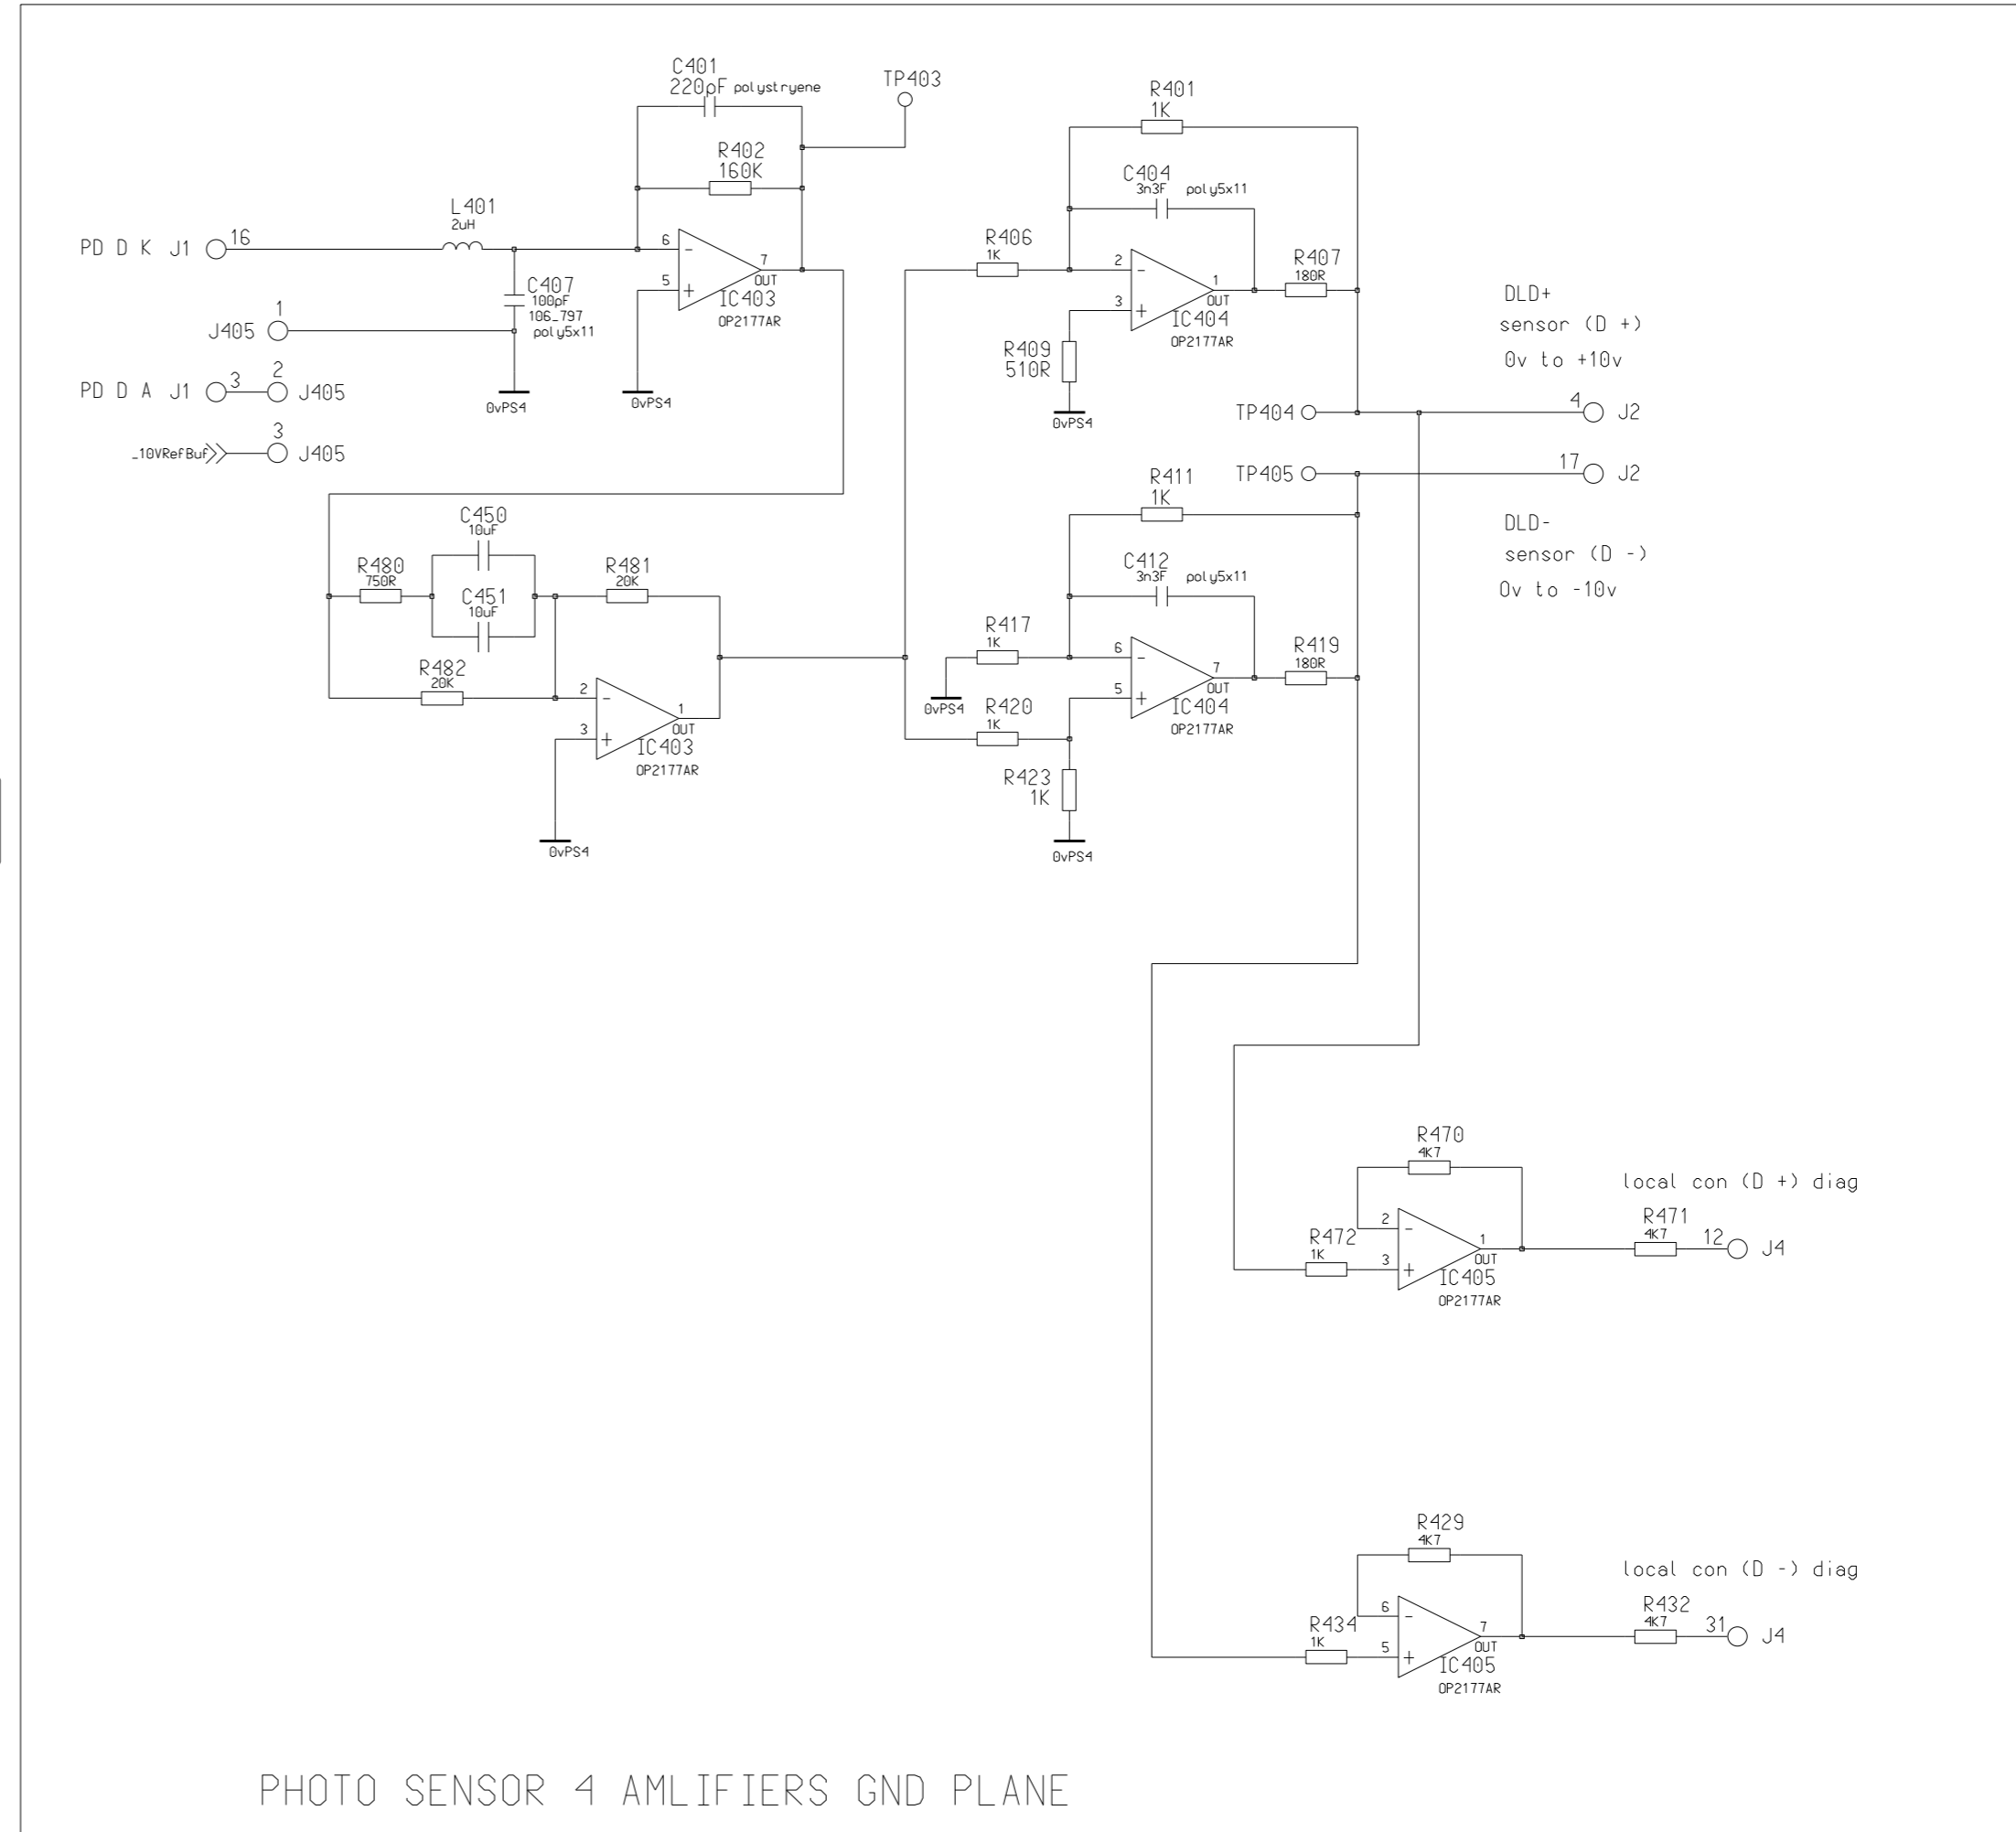 C401
220pF polystryene
TP403
R402
160K
L401
2uH
PD D K J1 16
6
5
7
OUT
IC403
OP2177AR
C407
100pF
106_797
poly5x11
1
J405
PD D A J1 3 2 J405
0vPS4
0vPS4
_10VRefBuf 3 J405
R401
1K
C404
3n3F poly5x11
R406
1K
2
3
1
OUT
IC404
OP2177AR
R407
180R
R409
510R
0vPS4
DLD+
sensor (D +)
0v to +10v
TP404 4 J2
TP405 17 J2
DLD-
sensor (D -)
0v to -10v
R411
1K
C412
3n3F poly5x11
R417
1K
0vPS4
6
5
7
OUT
IC404
OP2177AR
R419
180R
R420
1K
R423
1K
0vPS4
C450
10uF
R480
750R
C451
10uF
R481
20K
R482
20K
2
3
1
OUT
IC403
OP2177AR
0vPS4
R470
4K7
local con (D +) diag
R472
1K
2
3
1
OUT
IC405
OP2177AR
R471
4K7
12 J4
R429
4K7
local con (D -) diag
R434
1K
6
5
7
OUT
IC405
OP2177AR
R432
4K7
31 J4
PHOTO SENSOR 4 AMLIFIERS GND PLANE